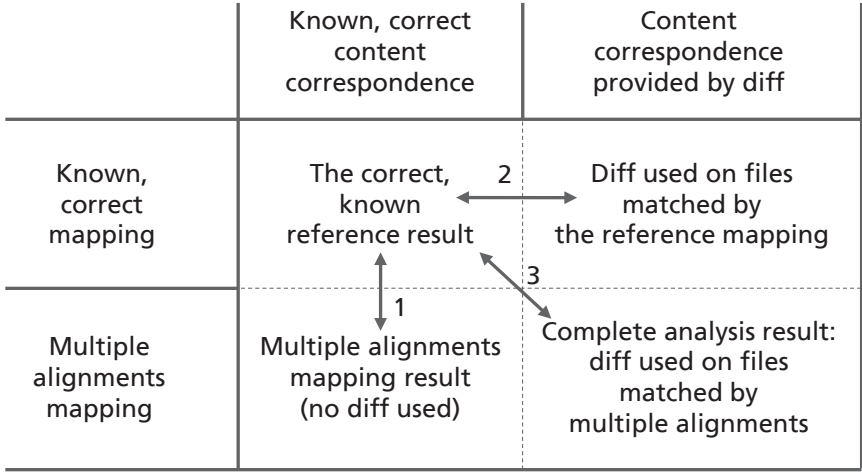 Known, correct
content
correspondence
Content
correspondence
provided by diff
Known,
correct
mapping
The correct,
known
reference result
2
Diff used on files
matched by
the reference mapping
1
3
Multiple
alignments
mapping
Multiple alignments
mapping result
(no diff used)
Complete analysis result:
diff used on files
matched by
multiple alignments